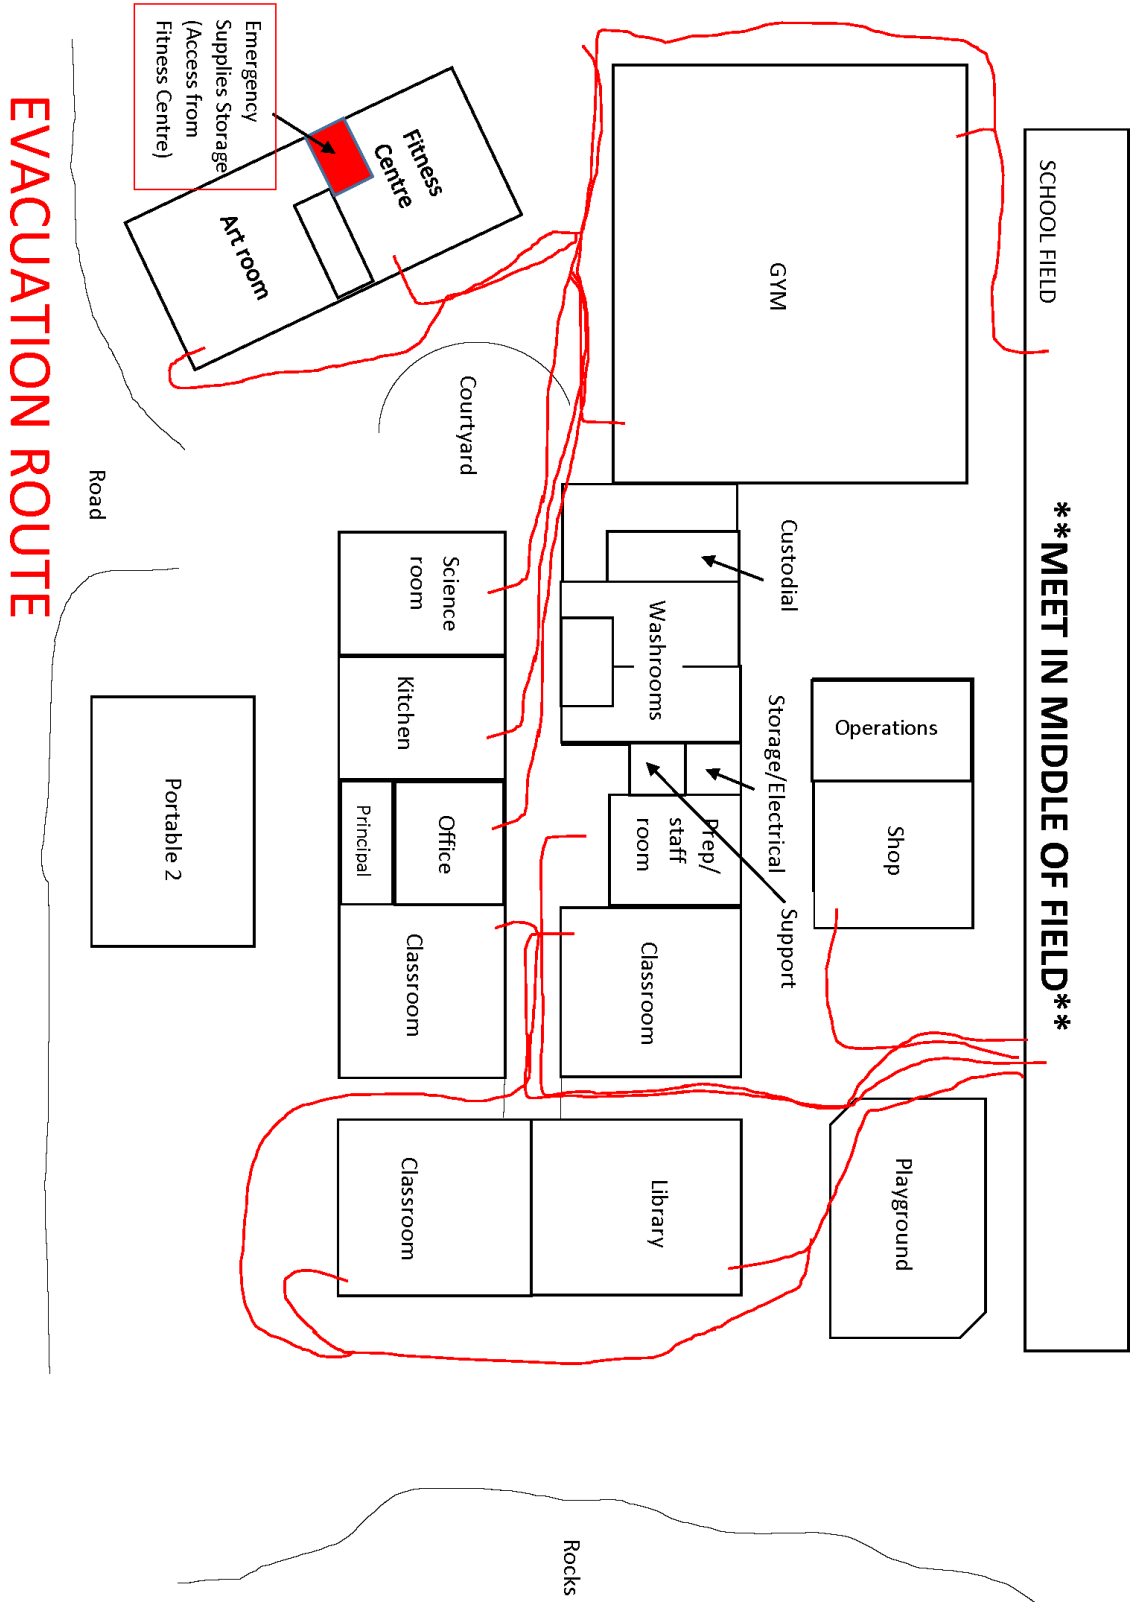 SCHOOL FIELD
**MEET IN MIDDLE OF FIELD**
GYM
Custodial
Operations
Shop
Playground
Storage/Electrical
Support
Washrooms
Prep/
staff
room
Classroom
Library
Fitness
Centre
Courtyard
Science
room
Kitchen
Office
Principal
Classroom
Classroom
Art room
Emergency
Supplies Storage
(Access from
Fitness Centre)
Portable 2
Road
Rocks
EVACUATION ROUTE